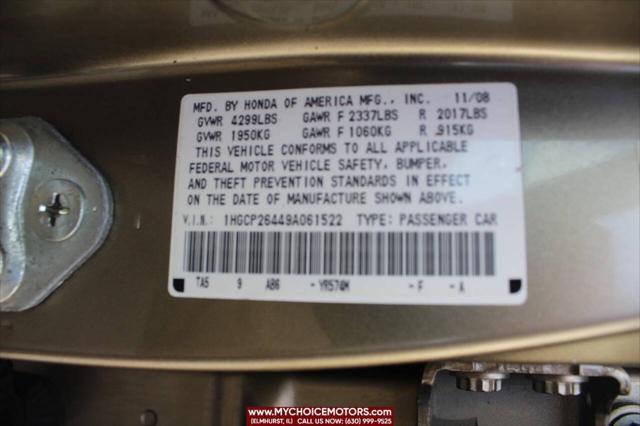 MFD. BY HONDA OF AMERICA MFG., INC. 11/08
GVWR 4299LBS GAWR F 2337LBS R 2017LBS
GVWR 1950KG GAWR F 1060KG R 915KG
THIS VEHICLE CONFORMS TO ALL APPLICABLE
FEDERAL MOTOR VEHICLE SAFETY, BUMPER,
AND THEFT PREVENTION STANDARDS IN EFFECT
ON THE DATE OF MANUFACTURE SHOWN ABOVE.
V.I.N.: 1HGCP26449A061522 TYPE: PASSENGER CAR
TA5 9 AB6 - YR574M - F - A
WWW.MYCHOICEMOTORS.COM
(ELMHURST, IL) CALL US NOW: (630) 999-9525